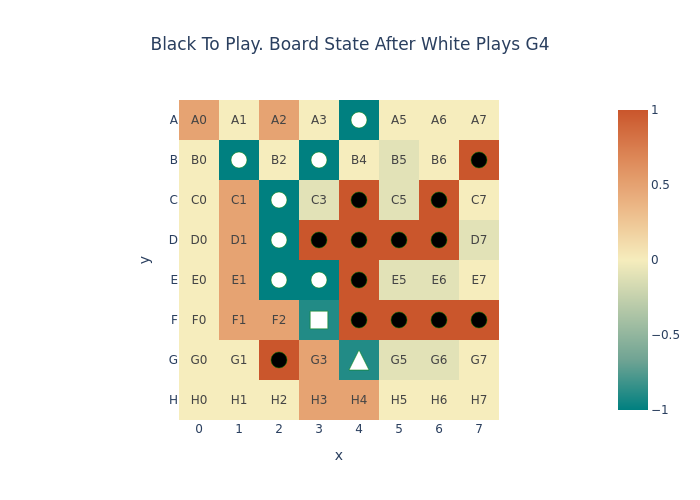 Black To Play. Board State After White Plays G4
A A0 A1 A2 A3 A5 A6 A7
B B0 B2 B4 B5 B6
C C0 C1 C3 C5 C7
D D0 D1 D7
E E0 E1 E5 E6 E7
F F0 F1 F2
G G0 G1 G3 G5 G6 G7
H H0 H1 H2 H3 H4 H5 H6 H7
0 1 2 3 4 5 6 7
x
y
1
0.5
0
−0.5
−1